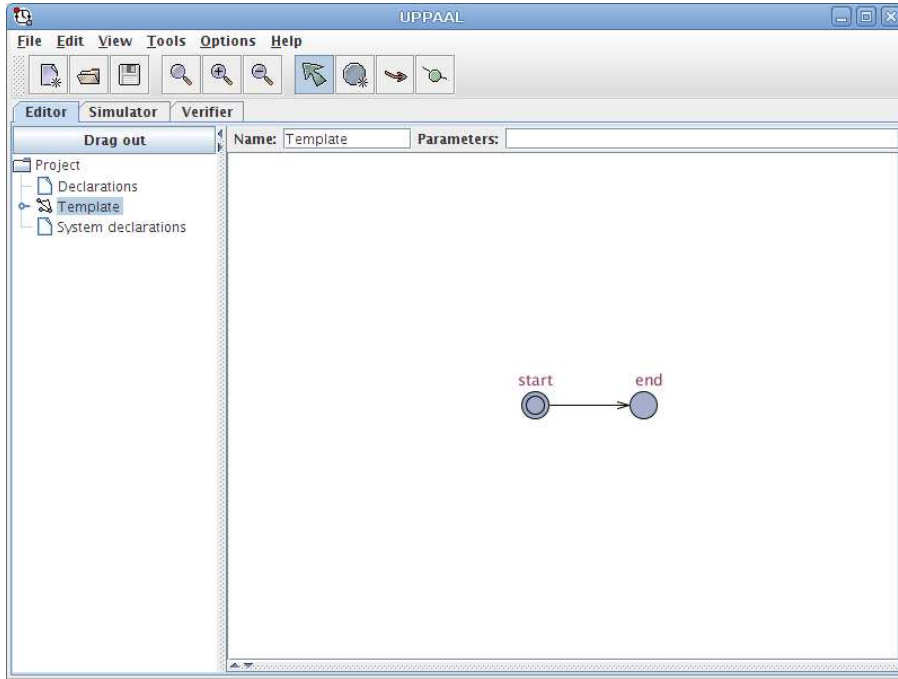 UPPAAL
File Edit View Tools Options Help
Editor Simulator Verifier
Drag out Name: Template Parameters:
Project
Declarations
Template
System declarations
start end